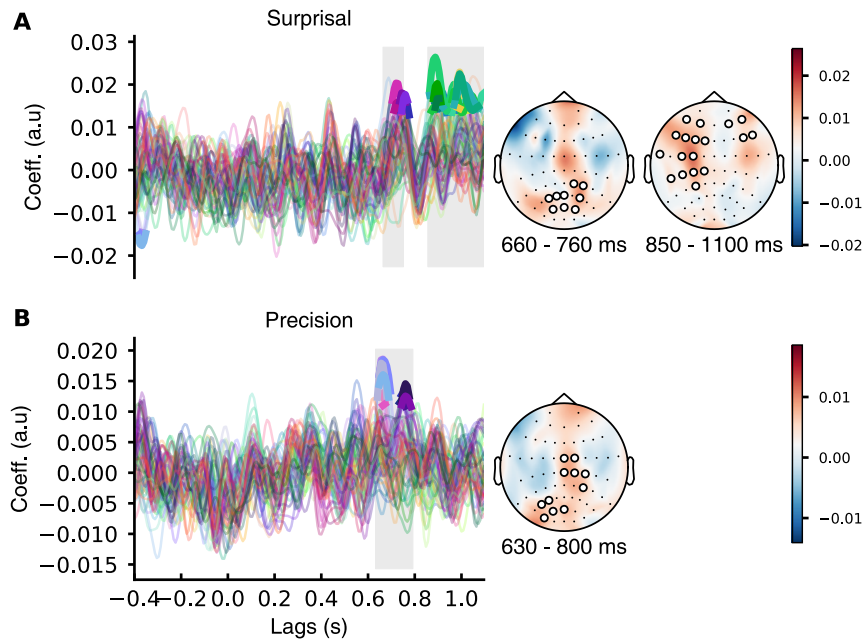 A
Surprisal
0.03
0.02
0.01
0.00
−0.01
−0.02
Coeff. (a.u)
660 - 760 ms
850 - 1100 ms
0.02
0.01
0.00
−0.01
−0.02
B
Precision
0.020
0.015
0.010
0.005
0.000
−0.005
−0.010
−0.015
Coeff. (a.u)
−0.4 −0.2 0.0 0.2 0.4 0.6 0.8 1.0
Lags (s)
630 - 800 ms
0.01
0.00
−0.01